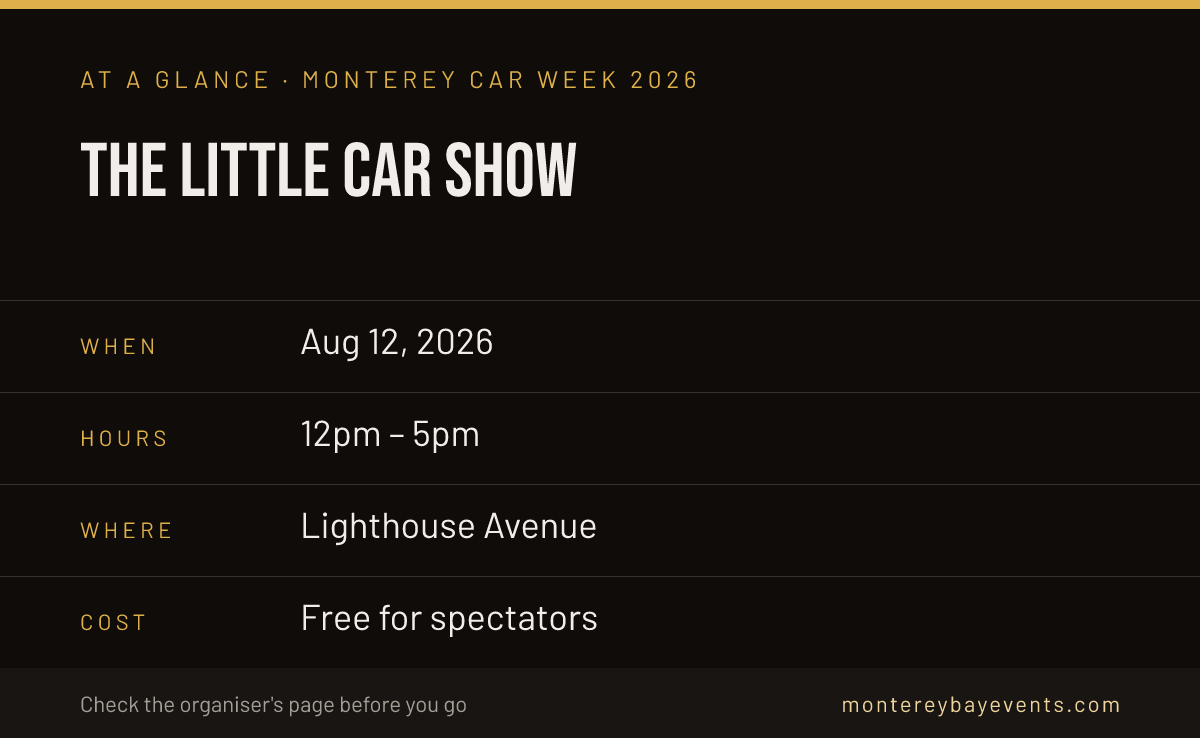 AT A GLANCE · MONTEREY CAR WEEK 2026
THE LITTLE CAR SHOW
WHEN Aug 12, 2026
HOURS 12pm – 5pm
WHERE Lighthouse Avenue
COST Free for spectators
Check the organiser's page before you go montereybayevents.com